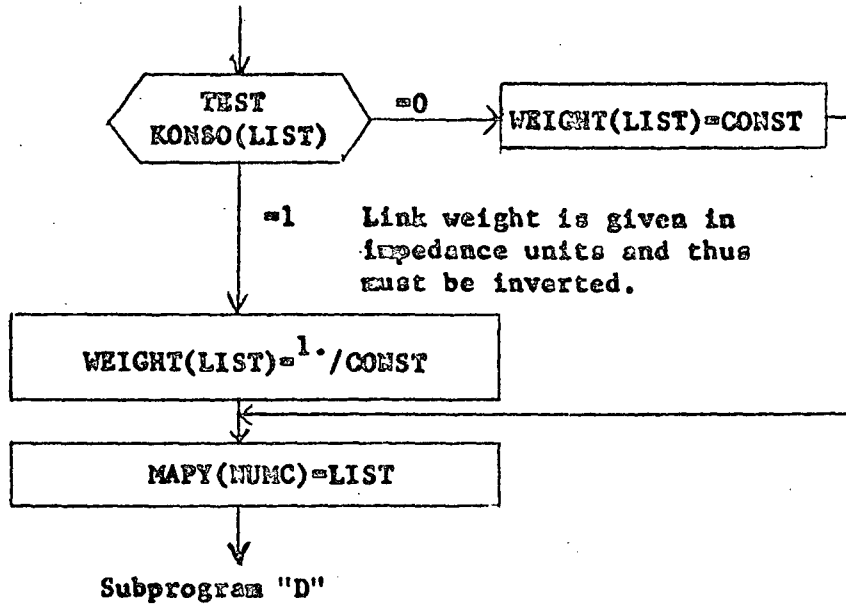 TEST
KONSO(LIST)
=0
WEIGHT(LIST)=CONST
=1
Link weight is given in
impedance units and thus
must be inverted.
WEIGHT(LIST)=1./CONST
MAPY(NUMC)=LIST
Subprogram "D"